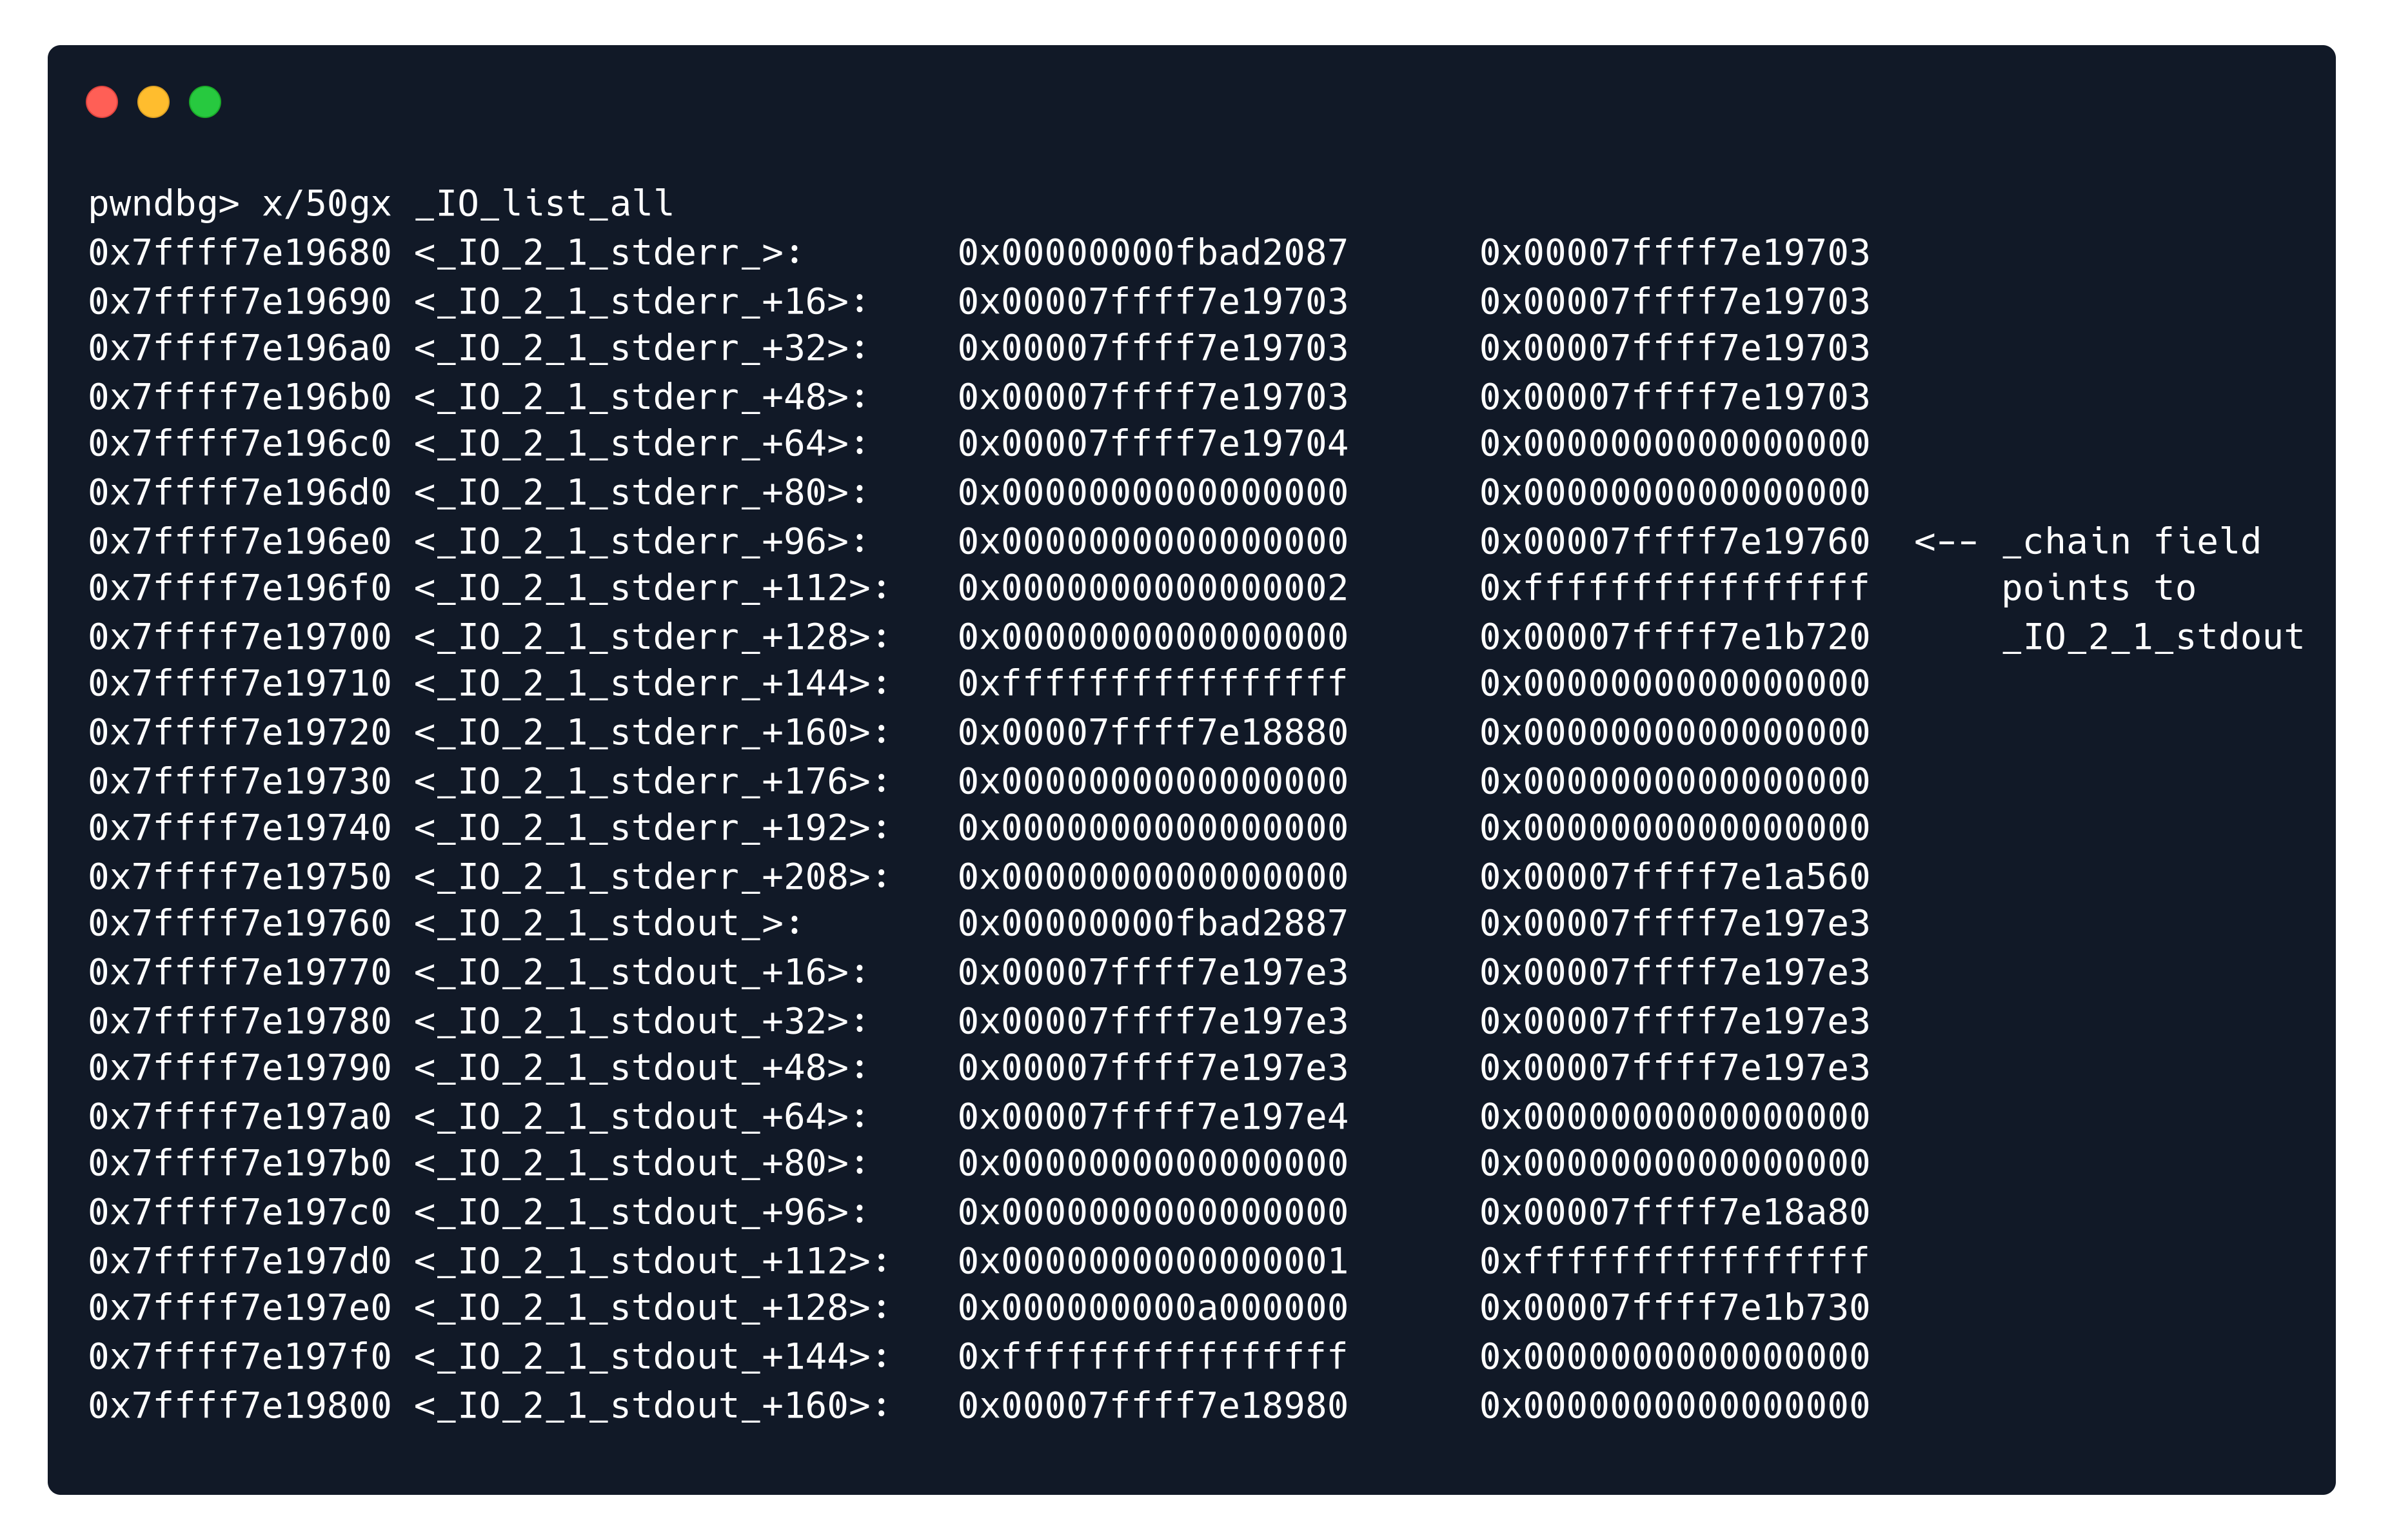 pwndbg> x/50gx _IO_list_all
0x7ffff7e19680 <_IO_2_1_stderr_>: 0x00000000fbad2087 0x00007ffff7e19703
0x7ffff7e19690 <_IO_2_1_stderr_+16>: 0x00007ffff7e19703 0x00007ffff7e19703
0x7ffff7e196a0 <_IO_2_1_stderr_+32>: 0x00007ffff7e19703 0x00007ffff7e19703
0x7ffff7e196b0 <_IO_2_1_stderr_+48>: 0x00007ffff7e19703 0x00007ffff7e19703
0x7ffff7e196c0 <_IO_2_1_stderr_+64>: 0x00007ffff7e19704 0x0000000000000000
0x7ffff7e196d0 <_IO_2_1_stderr_+80>: 0x0000000000000000 0x0000000000000000
0x7ffff7e196e0 <_IO_2_1_stderr_+96>: 0x0000000000000000 0x00007ffff7e19760 <-- _chain field
0x7ffff7e196f0 <_IO_2_1_stderr_+112>: 0x0000000000000002 0xffffffffffffffff points to
0x7ffff7e19700 <_IO_2_1_stderr_+128>: 0x0000000000000000 0x00007ffff7e1b720 _IO_2_1_stdout
0x7ffff7e19710 <_IO_2_1_stderr_+144>: 0xffffffffffffffff 0x0000000000000000
0x7ffff7e19720 <_IO_2_1_stderr_+160>: 0x00007ffff7e18880 0x0000000000000000
0x7ffff7e19730 <_IO_2_1_stderr_+176>: 0x0000000000000000 0x0000000000000000
0x7ffff7e19740 <_IO_2_1_stderr_+192>: 0x0000000000000000 0x0000000000000000
0x7ffff7e19750 <_IO_2_1_stderr_+208>: 0x0000000000000000 0x00007ffff7e1a560
0x7ffff7e19760 <_IO_2_1_stdout_>: 0x00000000fbad2887 0x00007ffff7e197e3
0x7ffff7e19770 <_IO_2_1_stdout_+16>: 0x00007ffff7e197e3 0x00007ffff7e197e3
0x7ffff7e19780 <_IO_2_1_stdout_+32>: 0x00007ffff7e197e3 0x00007ffff7e197e3
0x7ffff7e19790 <_IO_2_1_stdout_+48>: 0x00007ffff7e197e3 0x00007ffff7e197e3
0x7ffff7e197a0 <_IO_2_1_stdout_+64>: 0x00007ffff7e197e4 0x0000000000000000
0x7ffff7e197b0 <_IO_2_1_stdout_+80>: 0x0000000000000000 0x0000000000000000
0x7ffff7e197c0 <_IO_2_1_stdout_+96>: 0x0000000000000000 0x00007ffff7e18a80
0x7ffff7e197d0 <_IO_2_1_stdout_+112>: 0x0000000000000001 0xffffffffffffffff
0x7ffff7e197e0 <_IO_2_1_stdout_+128>: 0x000000000a000000 0x00007ffff7e1b730
0x7ffff7e197f0 <_IO_2_1_stdout_+144>: 0xffffffffffffffff 0x0000000000000000
0x7ffff7e19800 <_IO_2_1_stdout_+160>: 0x00007ffff7e18980 0x0000000000000000